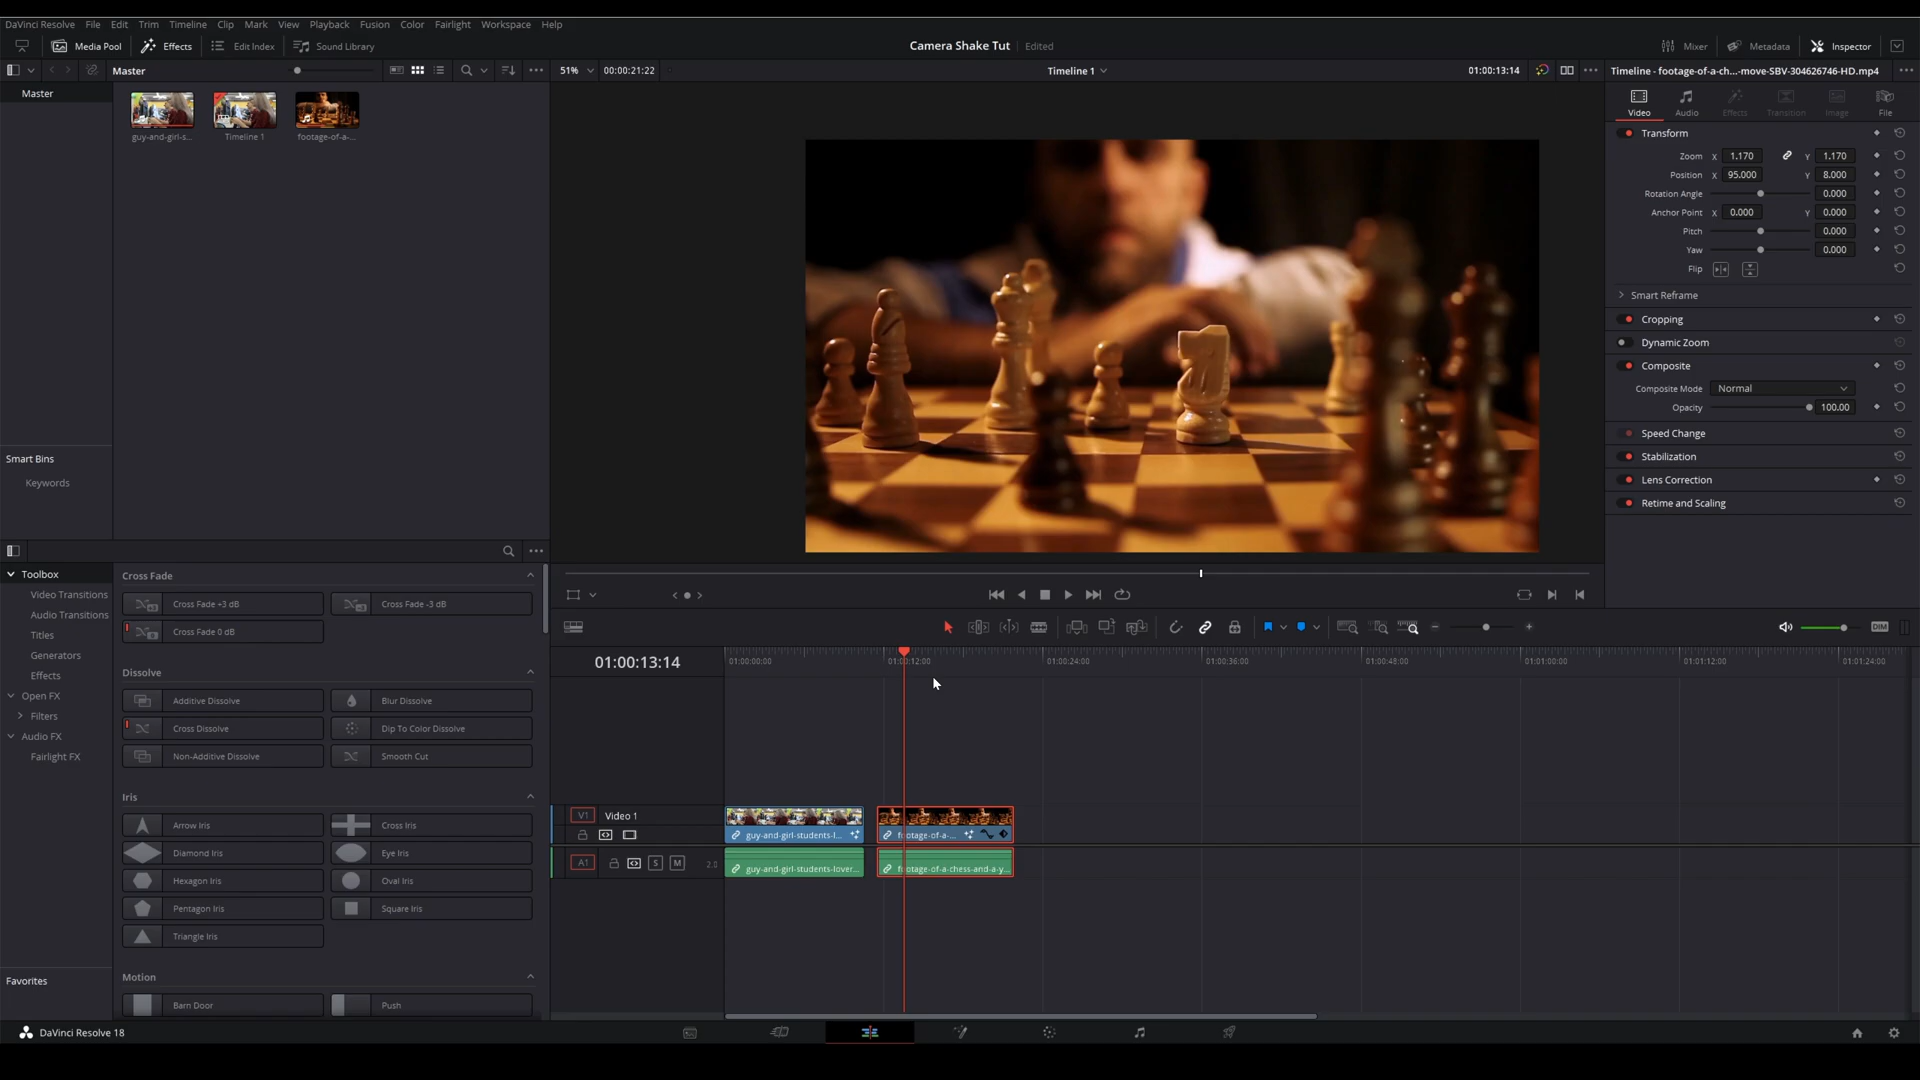 DaVinci Resolve File Edit Trim Timeline Clip Mark View Playback Fusion Color Fairlight Workspace Help
Media Pool Effects Edit Index Sound Library Camera Shake Tut Edited Mixer Metadata Inspector
Master 51% 00:00:21:22 Timeline 1 01:00:13:14 Timeline - footage-of-a-ch...-move-SBV-304626746-HD.mp4
Master
guy-and-girl-s... Timeline 1 footage-of-a-...
Video Audio Effects Transition Image File
Transform
Zoom X 1.170 Y 1.170
Position X 95.000 Y 8.000
Rotation Angle 0.000
Anchor Point X 0.000 Y 0.000
Pitch 0.000
Yaw 0.000
Flip
Smart Reframe
Cropping
Dynamic Zoom
Composite
Composite Mode Normal
Opacity 100.00
Speed Change
Stabilization
Lens Correction
Retime and Scaling
Smart Bins
Keywords
Toolbox
Video Transitions
Audio Transitions
Titles
Generators
Effects
Open FX
Filters
Audio FX
Fairlight FX
Favorites
Cross Fade
Cross Fade +3 dB Cross Fade -3 dB
Cross Fade 0 dB
Dissolve
Additive Dissolve Blur Dissolve
Cross Dissolve Dip To Color Dissolve
Non-Additive Dissolve Smooth Cut
Iris
Arrow Iris Cross Iris
Diamond Iris Eye Iris
Hexagon Iris Oval Iris
Pentagon Iris Square Iris
Triangle Iris
Motion
Barn Door Push
DIM
01:00:13:14 01:00:00:00 01:00:12:00 01:00:24:00 01:00:36:00 01:00:48:00 01:01:00:00 01:01:12:00 01:01:24:00
V1 Video 1
guy-and-girl-students-l... footage-of-a-...
A1 S M 2.0
guy-and-girl-students-lover... footage-of-a-chess-and-a-y...
DaVinci Resolve 18